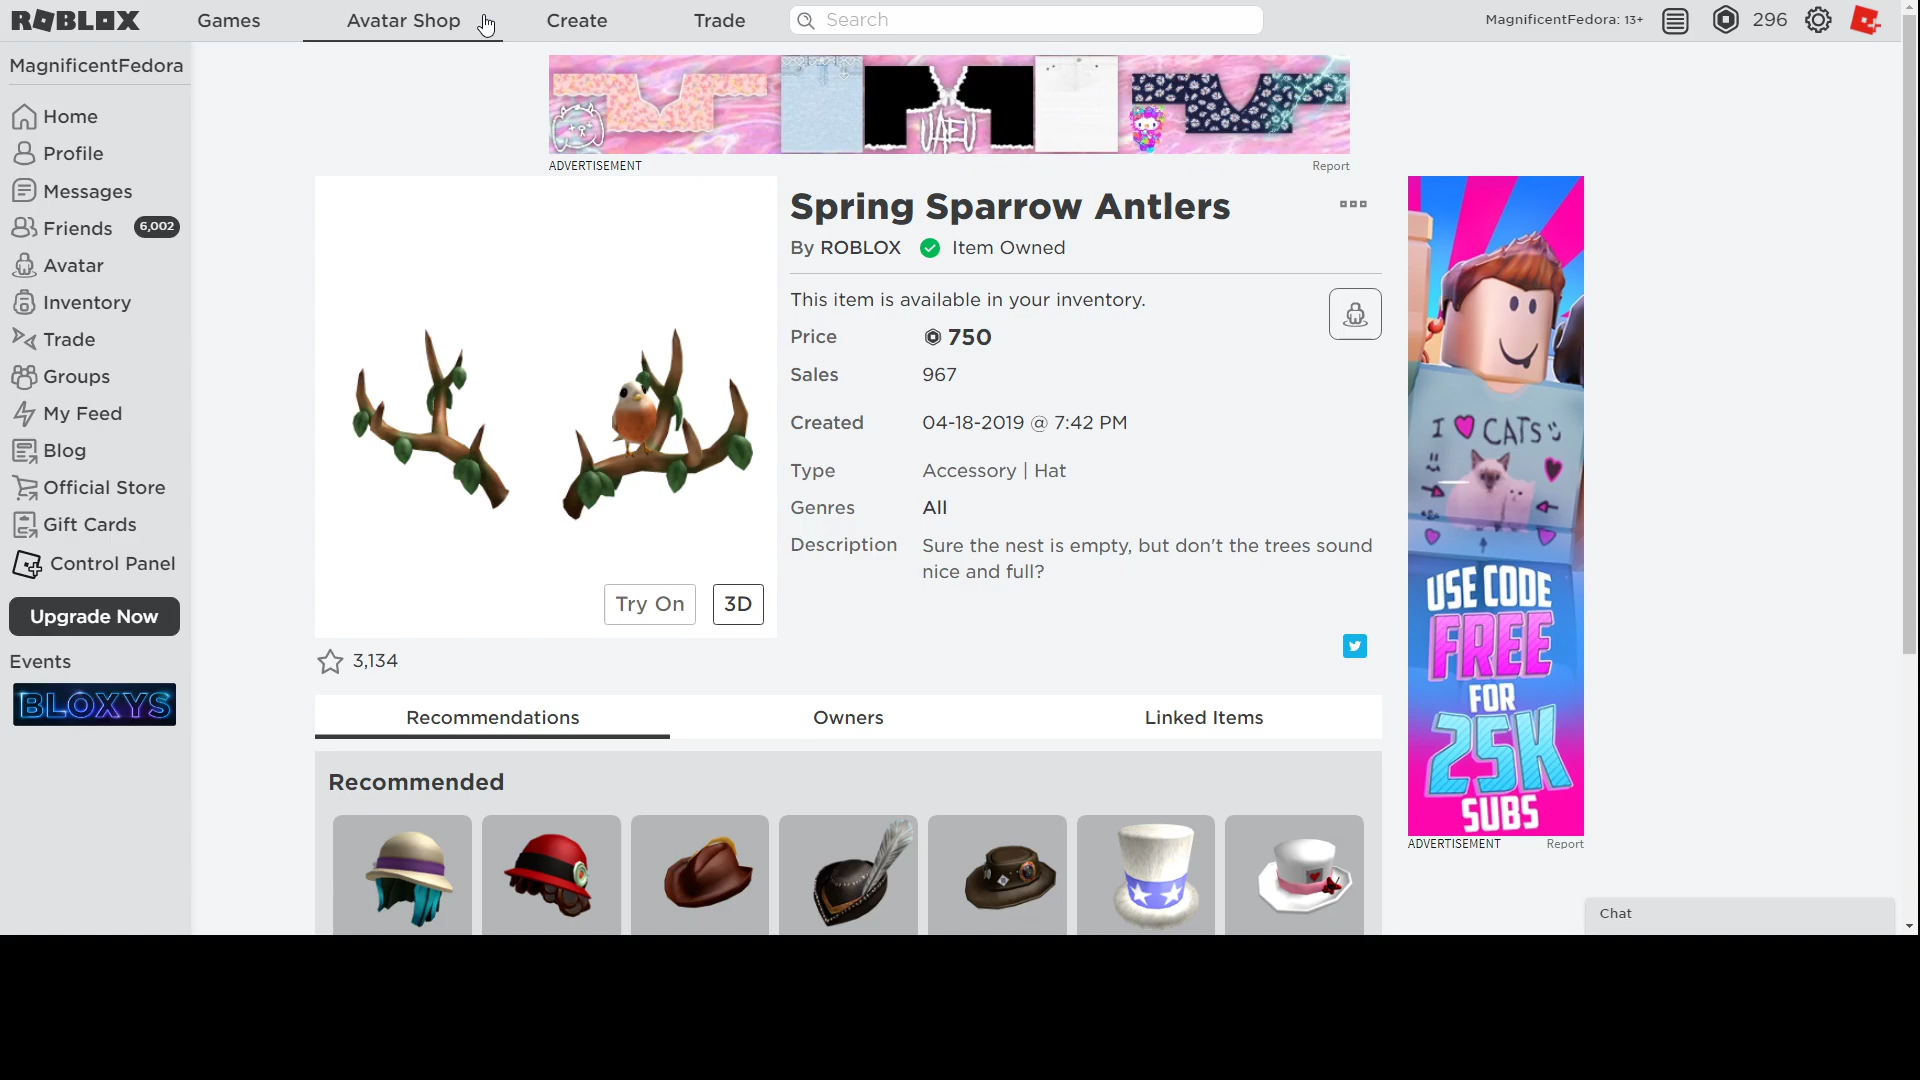 ROBLOX
Games
Avatar Shop
Create
Trade
Search
MagnificentFedora: 13+
296
MagnificentFedora
Home
Profile
Messages
Friends 6,002
Avatar
Inventory
Trade
Groups
My Feed
Blog
Official Store
Gift Cards
Control Panel
Upgrade Now
Events
BLOXYS
ADVERTISEMENT
Report
Spring Sparrow Antlers
By ROBLOX Item Owned
This item is available in your inventory.
Price 750
Sales 967
Created 04-18-2019 @ 7:42 PM
Type Accessory | Hat
Genres All
Description Sure the nest is empty, but don't the trees sound
nice and full?
Try On
3D
3,134
Recommendations
Owners
Linked Items
Recommended
I
CATS
USE CODE
FREE
FOR
25K
SUBS
ADVERTISEMENT
Report
Chat